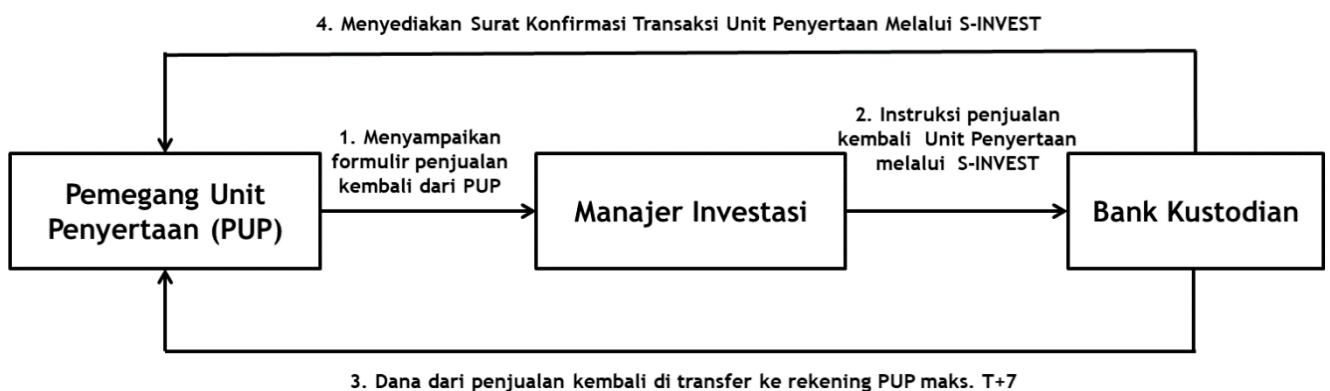 4. Menyediakan Surat Konfirmasi Transaksi Unit Penyertaan Melalui S-INVEST
1. Menyampaikan
formulir penjualan
kembali dari PUP
2. Instruksi penjualan
kembali Unit Penyertaan
melalui S-INVEST
Pemegang Unit
Penyertaan (PUP)
Manajer Investasi
Bank Kustodian
3. Dana dari penjualan kembali di transfer ke rekening PUP maks. T+7